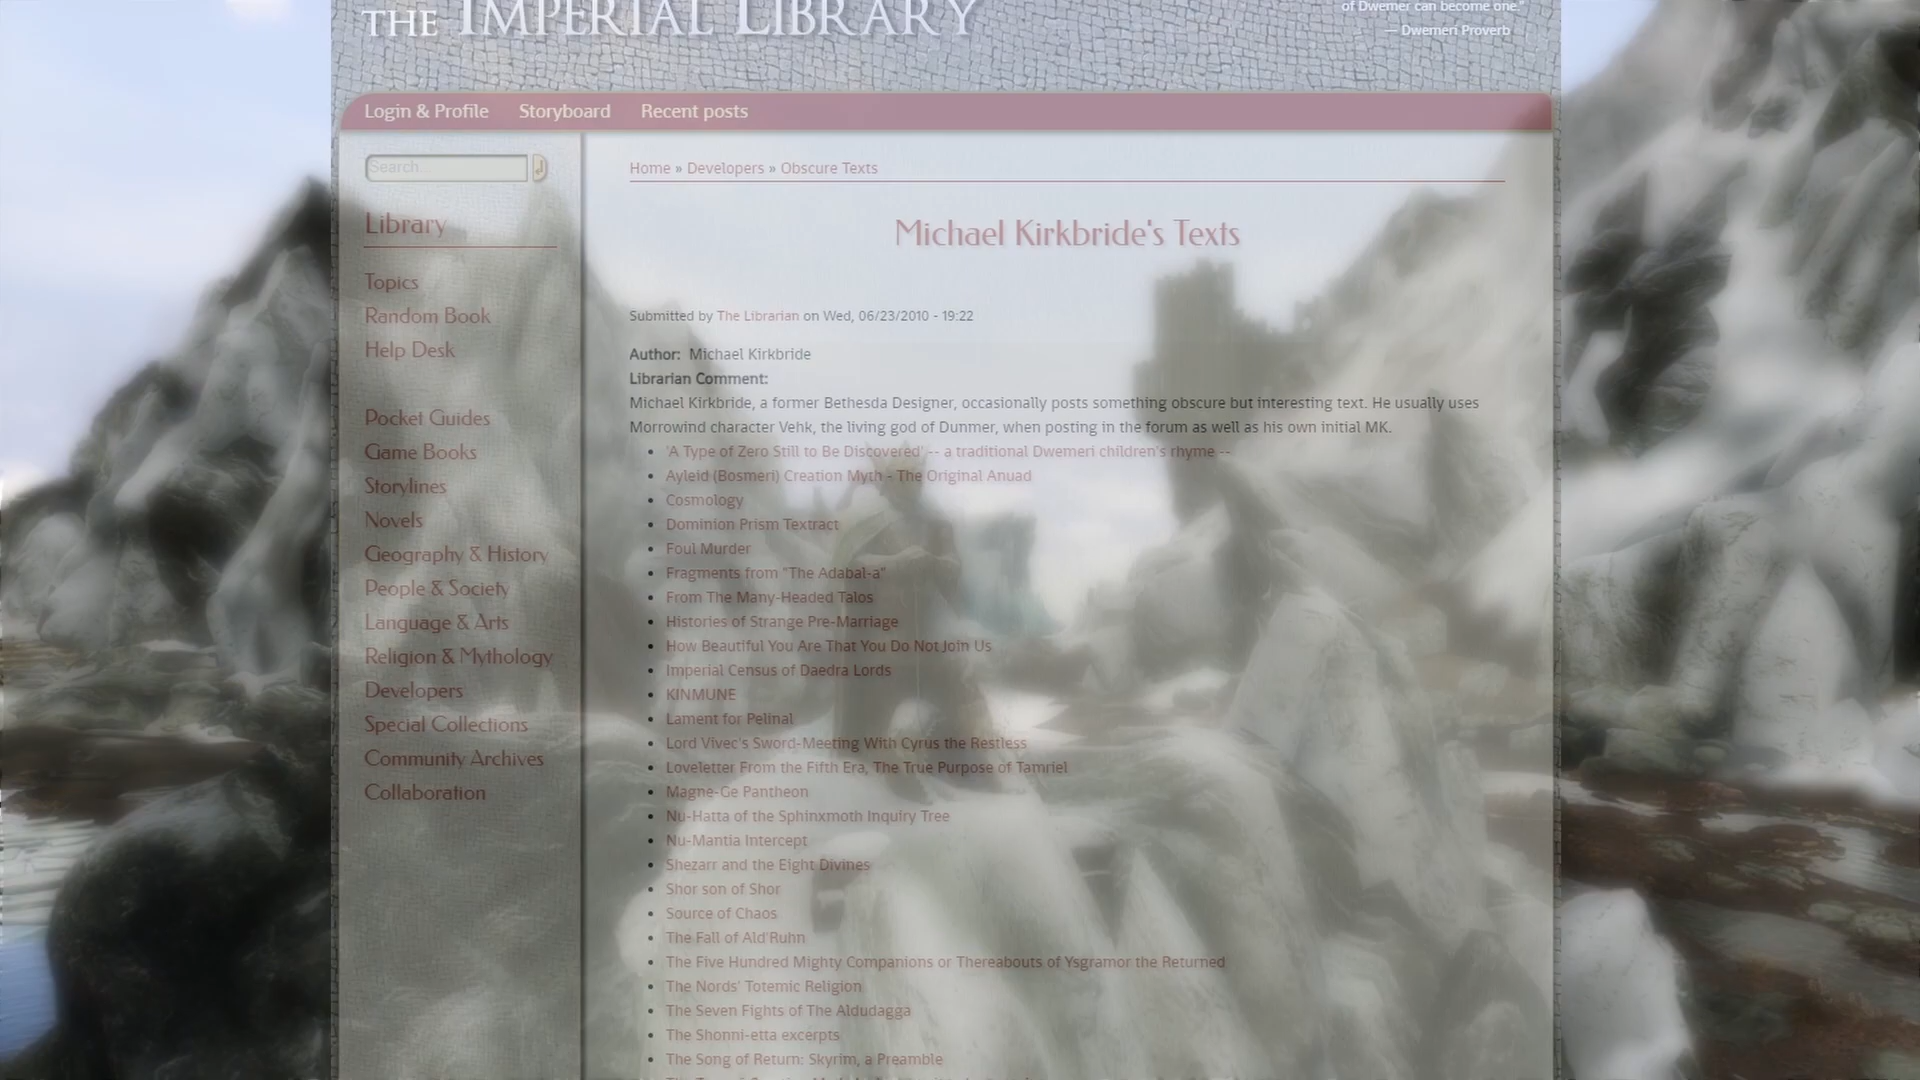 THE IMPERIAL LIBRARY
of Dwemer can become one."
— Dwemeri Proverb
Login & Profile Storyboard Recent posts
Search
Home » Developers » Obscure Texts
Library
Topics
Random Book
Help Desk
Pocket Guides
Game Books
Storylines
Novels
Geography & History
People & Society
Language & Arts
Religion & Mythology
Developers
Special Collections
Community Archives
Collaboration
Michael Kirkbride's Texts
Submitted by The Librarian on Wed, 06/23/2010 - 19:22
Author: Michael Kirkbride
Librarian Comment:
Michael Kirkbride, a former Bethesda Designer, occasionally posts something obscure but interesting text. He usually uses
Morrowind character Vehk, the living god of Dunmer, when posting in the forum as well as his own initial MK.
• 'A Type of Zero Still to Be Discovered' -- a traditional Dwemeri children's rhyme --
• Ayleid (Bosmeri) Creation Myth - The Original Anuad
• Cosmology
• Dominion Prism Textract
• Foul Murder
• Fragments from "The Adabal-a"
• From The Many-Headed Talos
• Histories of Strange Pre-Marriage
• How Beautiful You Are That You Do Not Join Us
• Imperial Census of Daedra Lords
• KINMUNE
• Lament for Pelinal
• Lord Vivec's Sword-Meeting With Cyrus the Restless
• Loveletter From the Fifth Era, The True Purpose of Tamriel
• Magne-Ge Pantheon
• Nu-Hatta of the Sphinxmoth Inquiry Tree
• Nu-Mantia Intercept
• Shezarr and the Eight Divines
• Shor son of Shor
• Source of Chaos
• The Fall of Ald'Ruhn
• The Five Hundred Mighty Companions or Thereabouts of Ysgramor the Returned
• The Nords' Totemic Religion
• The Seven Fights of The Aldudagga
• The Shonni-etta excerpts
• The Song of Return: Skyrim, a Preamble